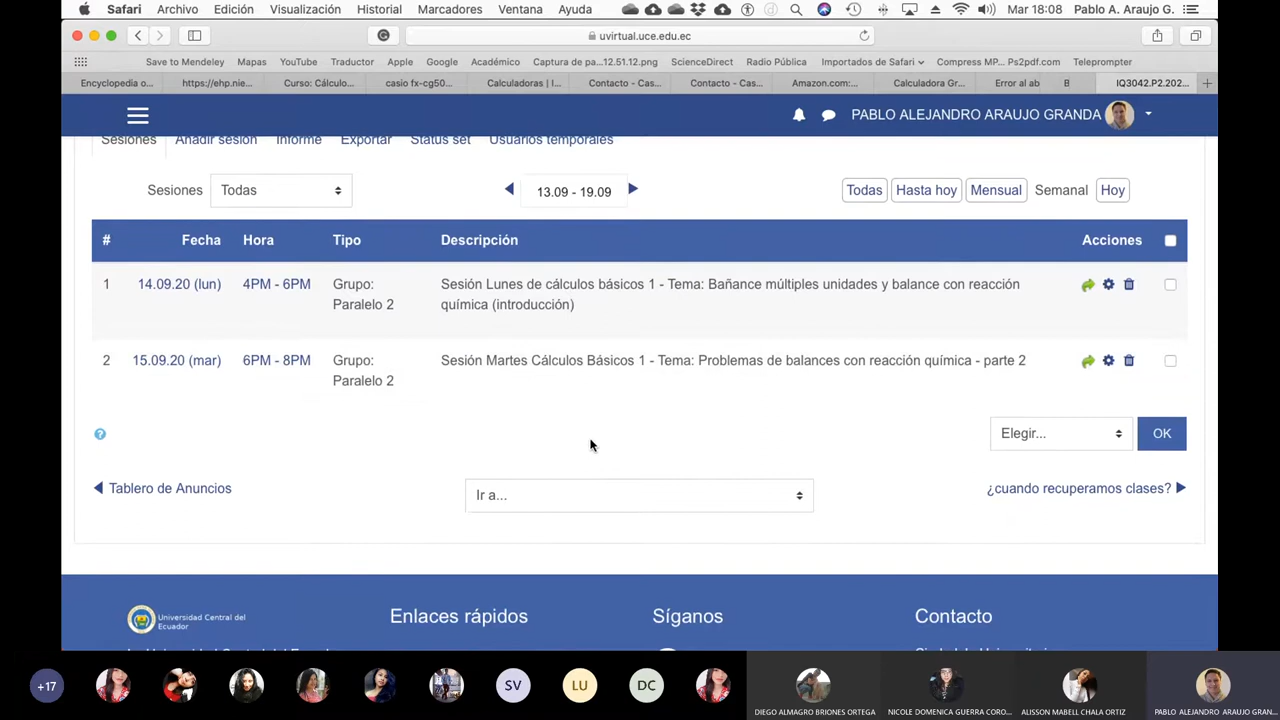 Safari Archivo Edición Visualización Historial Marcadores Ventana Ayuda Mar 18:08 Pablo A. Araujo G.
uvirtual.uce.edu.ec
Save to Mendeley Mapas YouTube Traductor Apple Google Académico Captura de pa...12.51.12.png ScienceDirect Radio Pública Importados de Safari Compress MP... Ps2pdf.com Teleprompter
Encyclopedia o... https://ehp.nie... Curso: Cálculo... casio fx-cg50... Calculadoras | l... Contacto – Cas... Contacto – Cas... Amazon.com:... Calculadora Gr... Error al ab B IQ3042.P2.202...
PABLO ALEJANDRO ARAUJO GRANDA
Sesiones Añadir sesión Informe Exportar Status set Usuarios temporales
Sesiones Todas 13.09 - 19.09 Todas Hasta hoy Mensual Semanal Hoy
# Fecha Hora Tipo Descripción Acciones
1 14.09.20 (lun) 4PM - 6PM Grupo: Sesión Lunes de cálculos básicos 1 - Tema: Bañance múltiples unidades y balance con reacción
Paralelo 2 química (introducción)
2 15.09.20 (mar) 6PM - 8PM Grupo: Sesión Martes Cálculos Básicos 1 - Tema: Problemas de balances con reacción química - parte 2
Paralelo 2
? Elegir... OK
Tablero de Anuncios Ir a... ¿cuando recuperamos clases?
Universidad Central del Enlaces rápidos Síganos Contacto
Ecuador
+17 SV LU DC
DIEGO ALMAGRO BRIONES ORTEGA NICOLE DOMENICA GUERRA CORO... ALISSON MABELL CHALA ORTIZ PABLO ALEJANDRO ARAUJO GRAN...